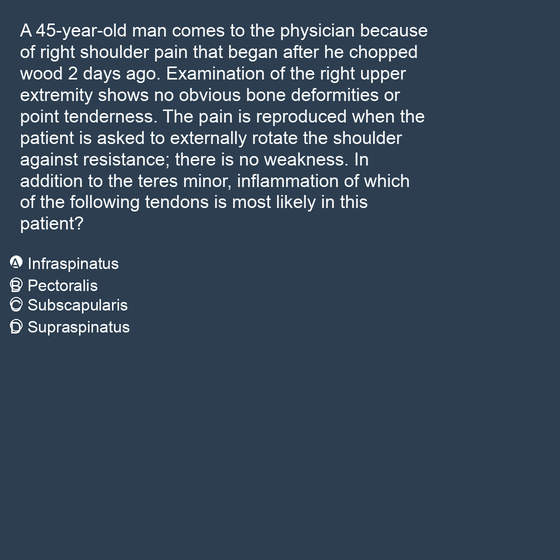 A 45-year-old man comes to the physician because
of right shoulder pain that began after he chopped
wood 2 days ago. Examination of the right upper
extremity shows no obvious bone deformities or
point tenderness. The pain is reproduced when the
patient is asked to externally rotate the shoulder
against resistance; there is no weakness. In
addition to the teres minor, inflammation of which
of the following tendons is most likely in this
patient?
A Infraspinatus
B Pectoralis
C Subscapularis
D Supraspinatus